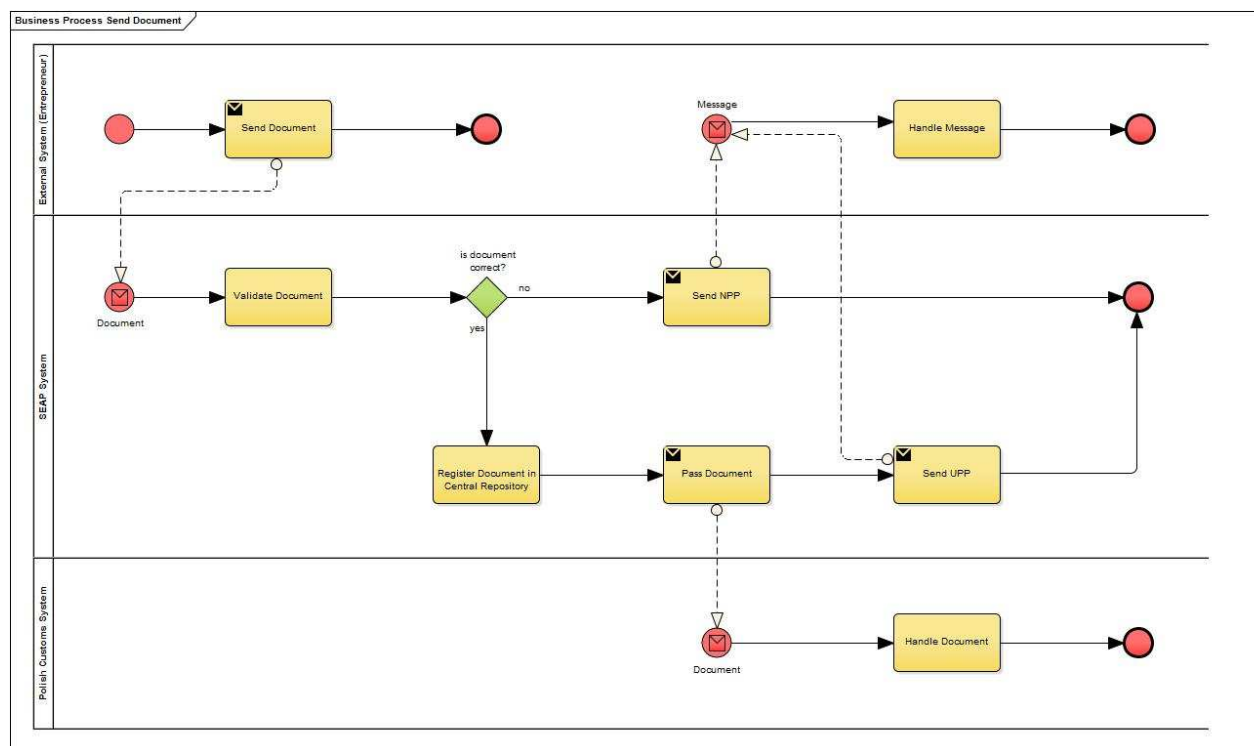 Business Process Send Document
External System (Entrepreneur)
Send Document
Message
Handle Message
SEAP System
Document
Validate Document
is document
correct?
no
yes
Send NPP
Register Document in
Central Repository
Pass Document
Send UPP
Polish Customs System
Document
Handle Document